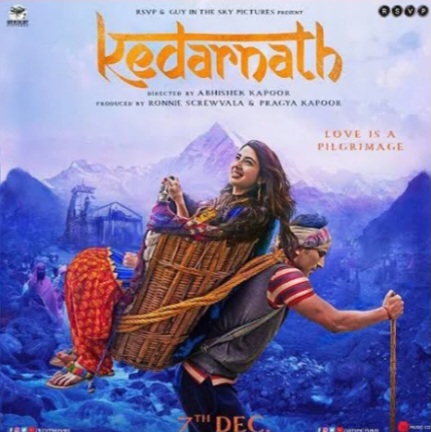 RSVP & GUY IN THE SKY PICTURES PRESENT
RSVP
kedarnath
DIRECTED BY ABHISHEK KAPOOR
PRODUCED BY RONNIE SCREWVALA & PRAGYA KAPOOR
LOVE IS A
PILGRIMAGE
7TH DEC.